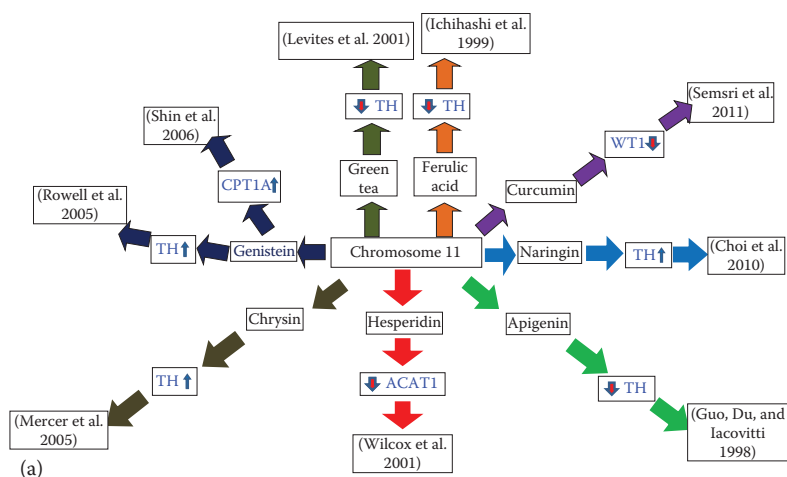 (Levites et al. 2001)
(Ichihashi et al.
1999)
TH
TH
(Semsri et al.
2011)
WT1
(Shin et al.
2006)
CPT1A
Green
tea
Ferulic
acid
Curcumin
(Rowell et al.
2005)
TH
Genistein
Chromosome 11
Naringin
TH
(Choi et al.
2010)
Chrysin
Hesperidin
Apigenin
TH
ACAT1
TH
(Mercer et al.
2005)
(Wilcox et al.
2001)
(Guo, Du, and
Iacovitti
1998)
(a)